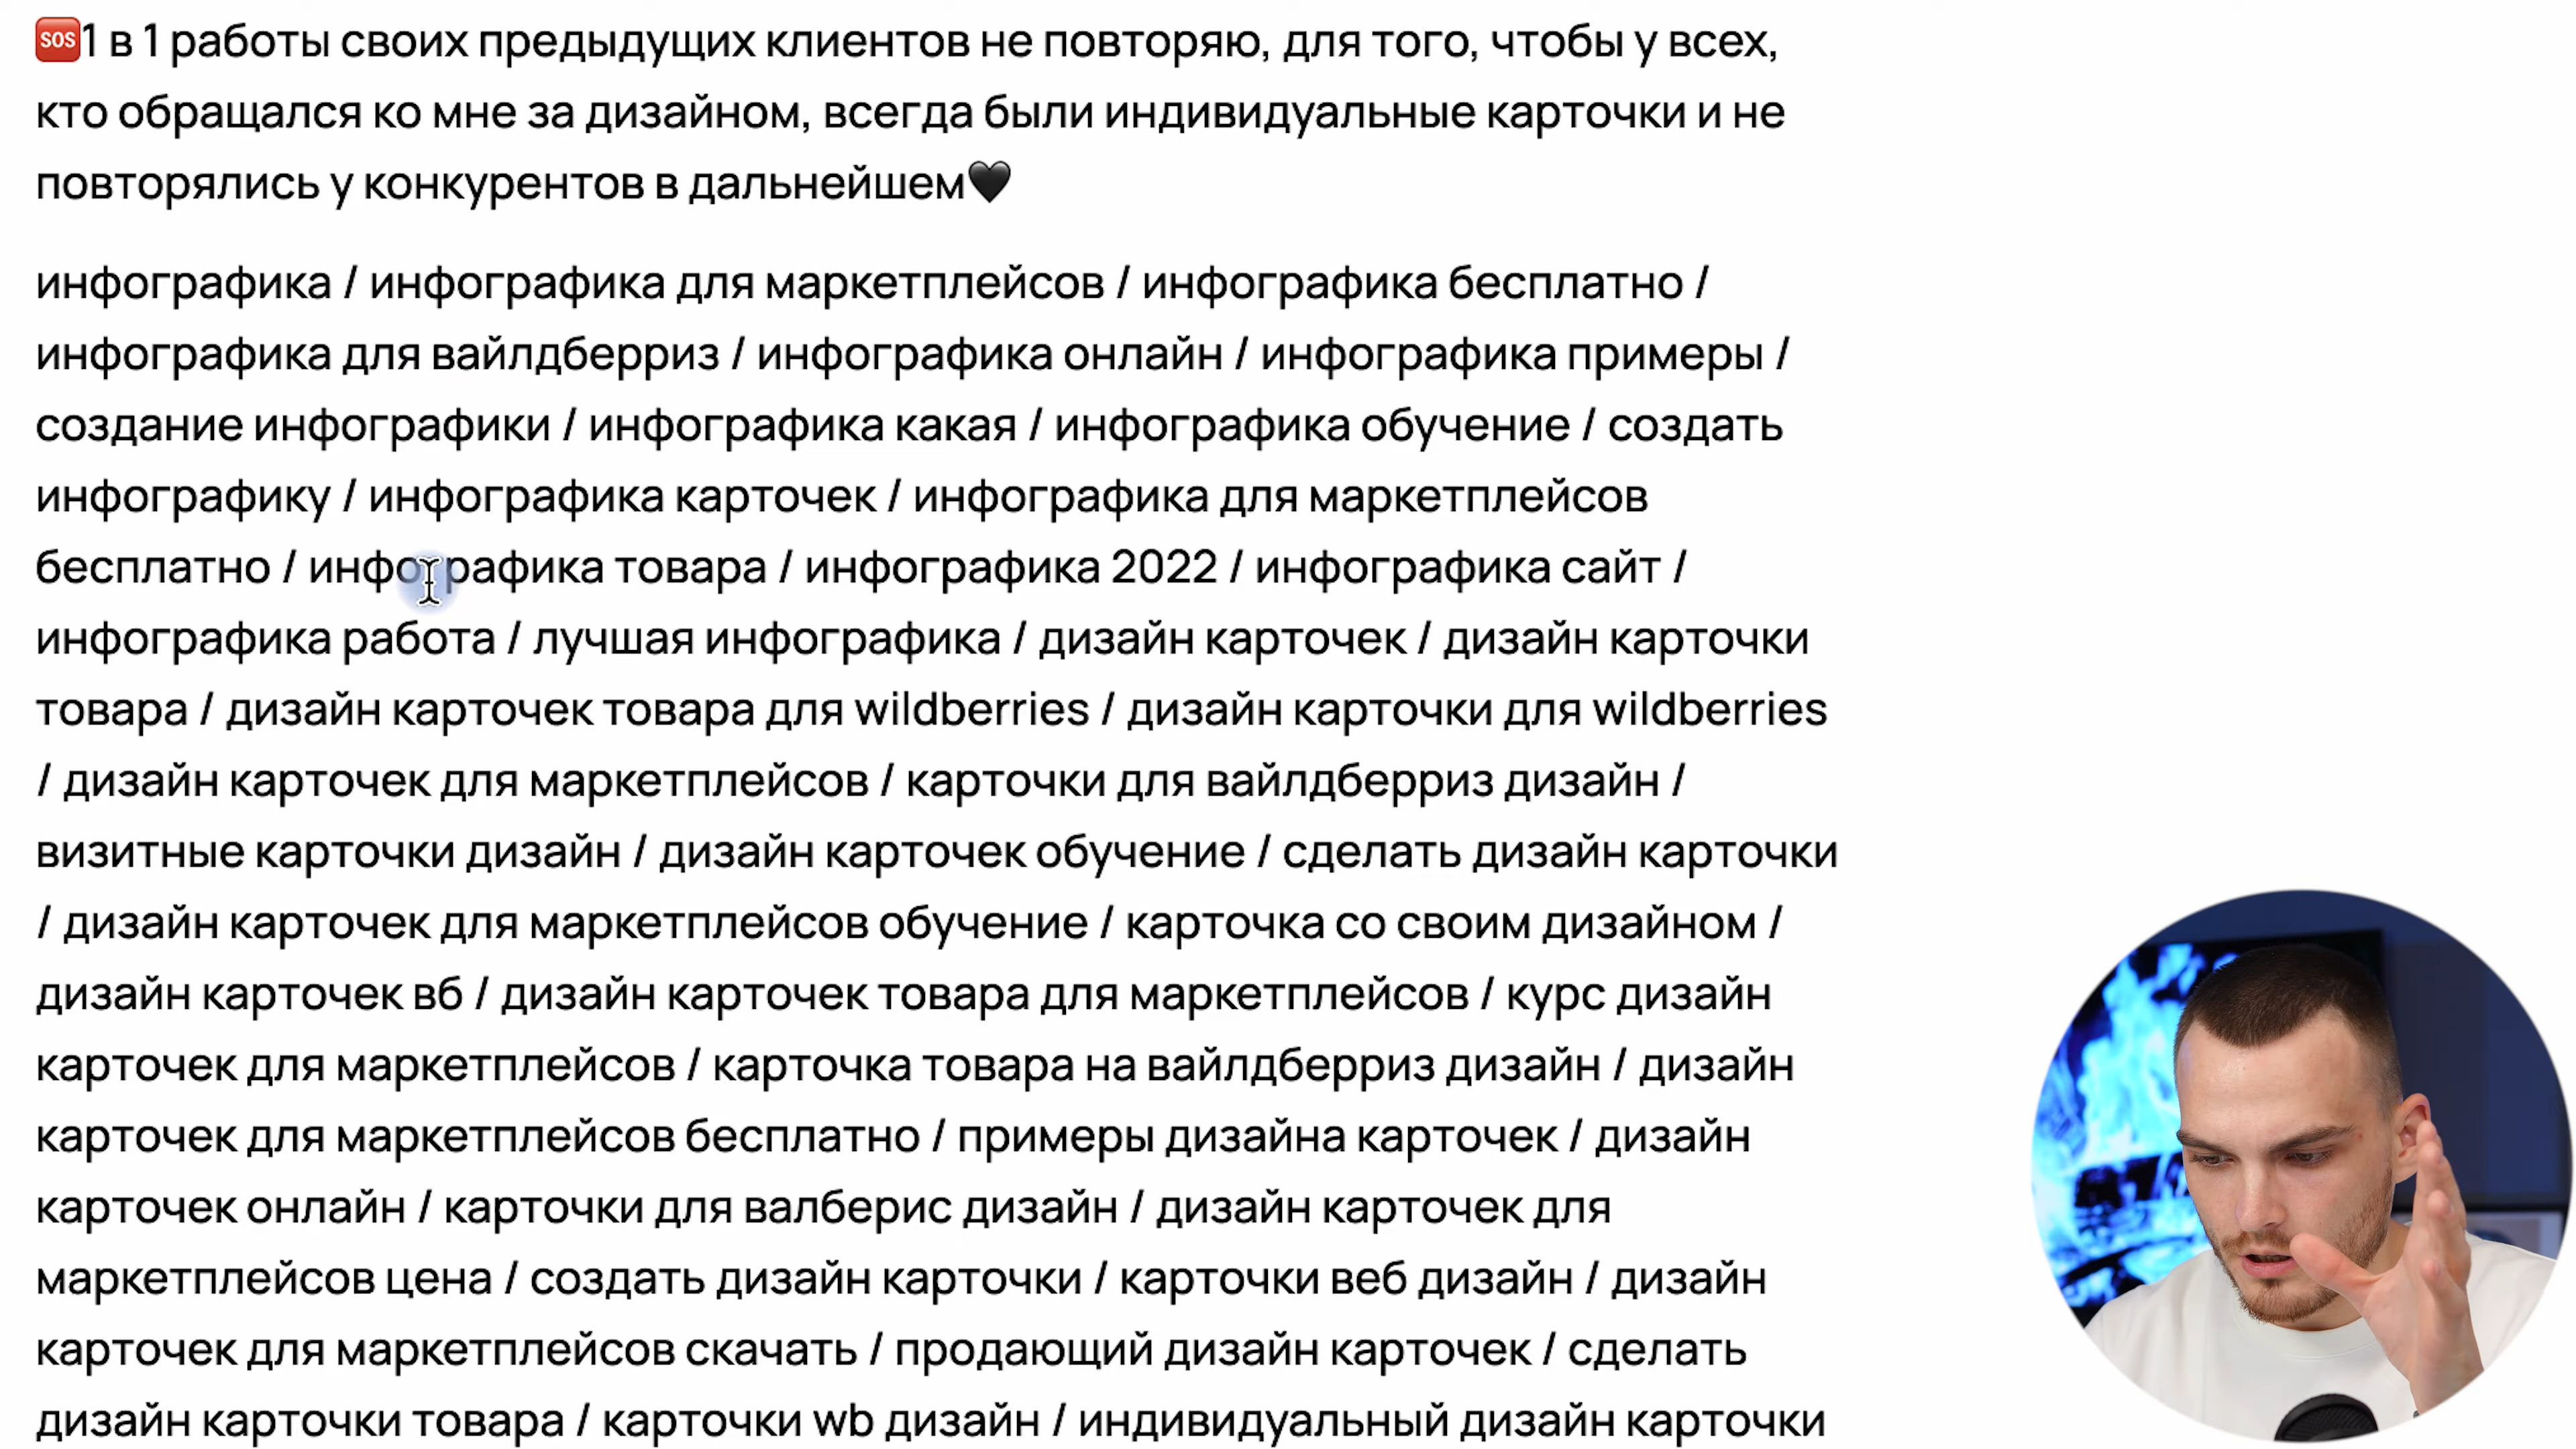 SOS 1 в 1 работы своих предыдущих клиентов не повторяю, для того, чтобы у всех,
кто обращался ко мне за дизайном, всегда были индивидуальные карточки и не
повторялись у конкурентов в дальнейшем🖤
инфографика / инфографика для маркетплейсов / инфографика бесплатно /
инфографика для вайлдберриз / инфографика онлайн / инфографика примеры /
создание инфографики / инфографика какая / инфографика обучение / создать
инфографику / инфографика карточек / инфографика для маркетплейсов
бесплатно / инфографика товара / инфографика 2022 / инфографика сайт /
инфографика работа / лучшая инфографика / дизайн карточек / дизайн карточки
товара / дизайн карточек товара для wildberries / дизайн карточки для wildberries
/ дизайн карточек для маркетплейсов / карточки для вайлдберриз дизайн /
визитные карточки дизайн / дизайн карточек обучение / сделать дизайн карточки
/ дизайн карточек для маркетплейсов обучение / карточка со своим дизайном /
дизайн карточек вб / дизайн карточек товара для маркетплейсов / курс дизайн
карточек для маркетплейсов / карточка товара на вайлдберриз дизайн / дизайн
карточек для маркетплейсов бесплатно / примеры дизайна карточек / дизайн
карточек онлайн / карточки для валберис дизайн / дизайн карточек для
маркетплейсов цена / создать дизайн карточки / карточки веб дизайн / дизайн
карточек для маркетплейсов скачать / продающий дизайн карточек / сделать
дизайн карточки товара / карточки wb дизайн / индивидуальный дизайн карточки